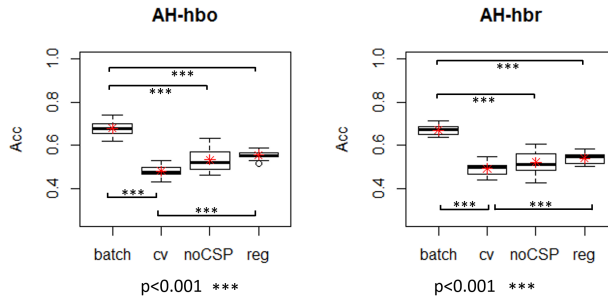 AH-hbo
Acc
1.0
0.8
0.6
0.4
***
***
***
***
batch cv noCSP reg
p<0.001 ***
AH-hbr
Acc
1.0
0.8
0.6
0.4
***
***
*** ***
batch cv noCSP reg
p<0.001 ***